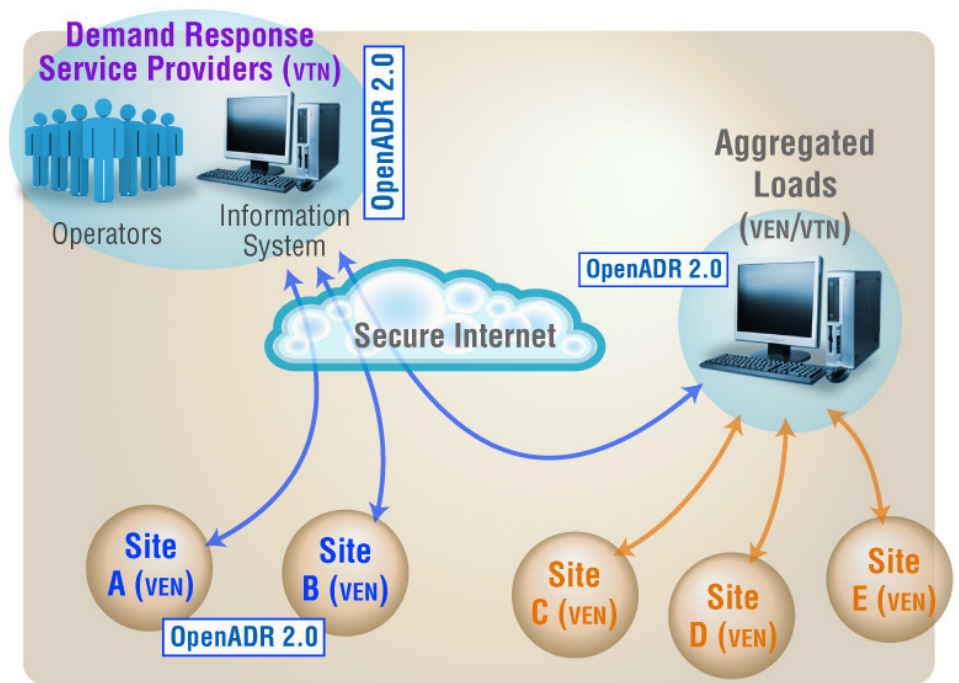 Demand Response
Service Providers (VTN)
OpenADR 2.0
Operators
Information
System
Aggregated
Loads
(VEN/VTN)
OpenADR 2.0
Secure Internet
Site
A (VEN)
Site
B (VEN)
OpenADR 2.0
Site
C (VEN)
Site
D (VEN)
Site
E (VEN)